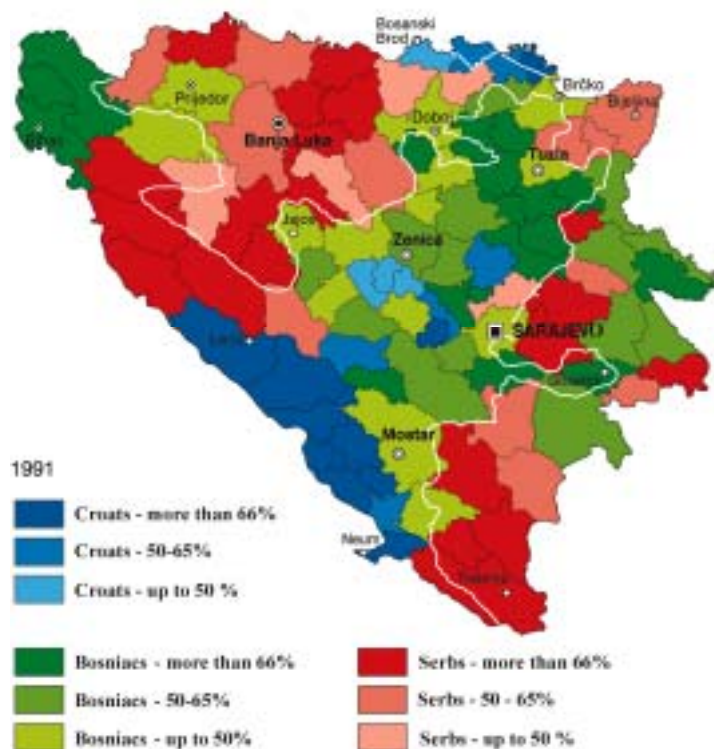 Bosanski
Brod
Brčko
Prijedor
Doboj
Bijeljina
Banja Luka
Bihać
Tuzla
Jajce
Zenica
SARAJEVO
Livno
Mostar
1991
Croats - more than 66%
Croats - 50-65%
Croats - up to 50 %
Neum
Bosniacs - more than 66%
Bosniacs - 50-65%
Bosniacs - up to 50%
Serbs - more than 66%
Serbs - 50 - 65%
Serbs - up to 50 %